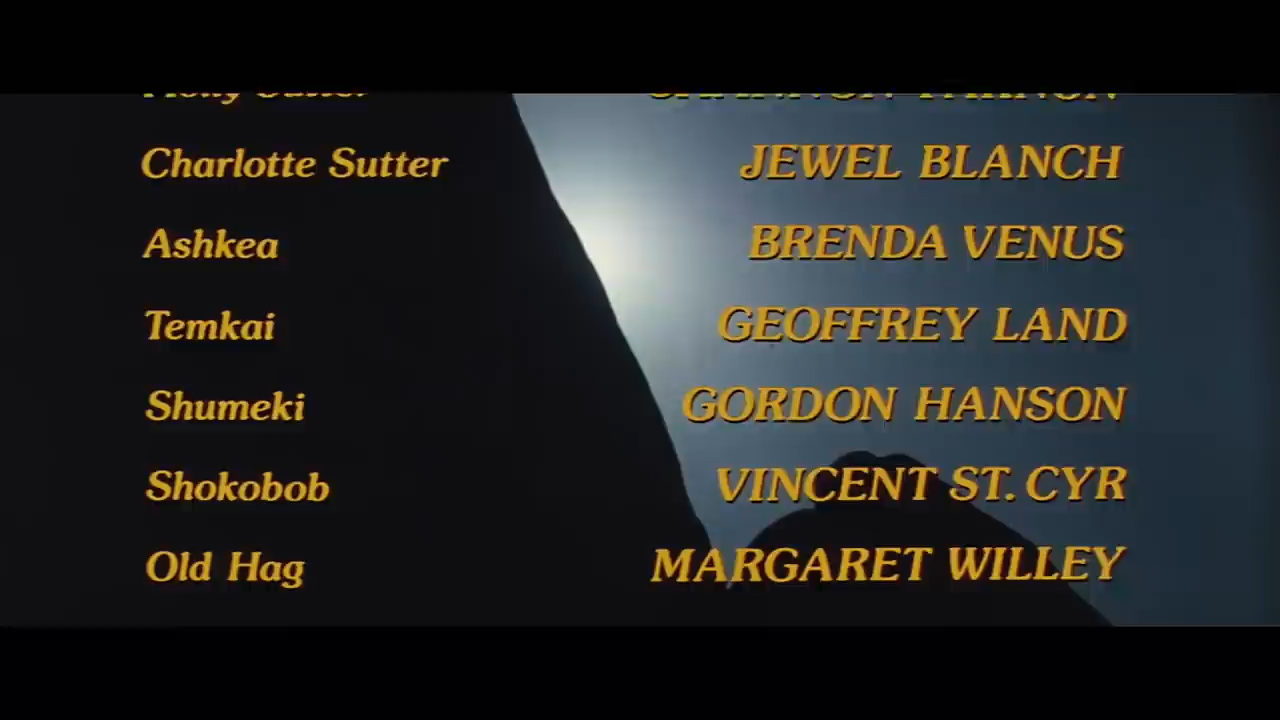 Charlotte Sutter JEWEL BLANCH
Ashkea BRENDA VENUS
Temkai GEOFFREY LAND
Shumeki GORDON HANSON
Shokobob VINCENT ST. CYR
Old Hag MARGARET WILLEY